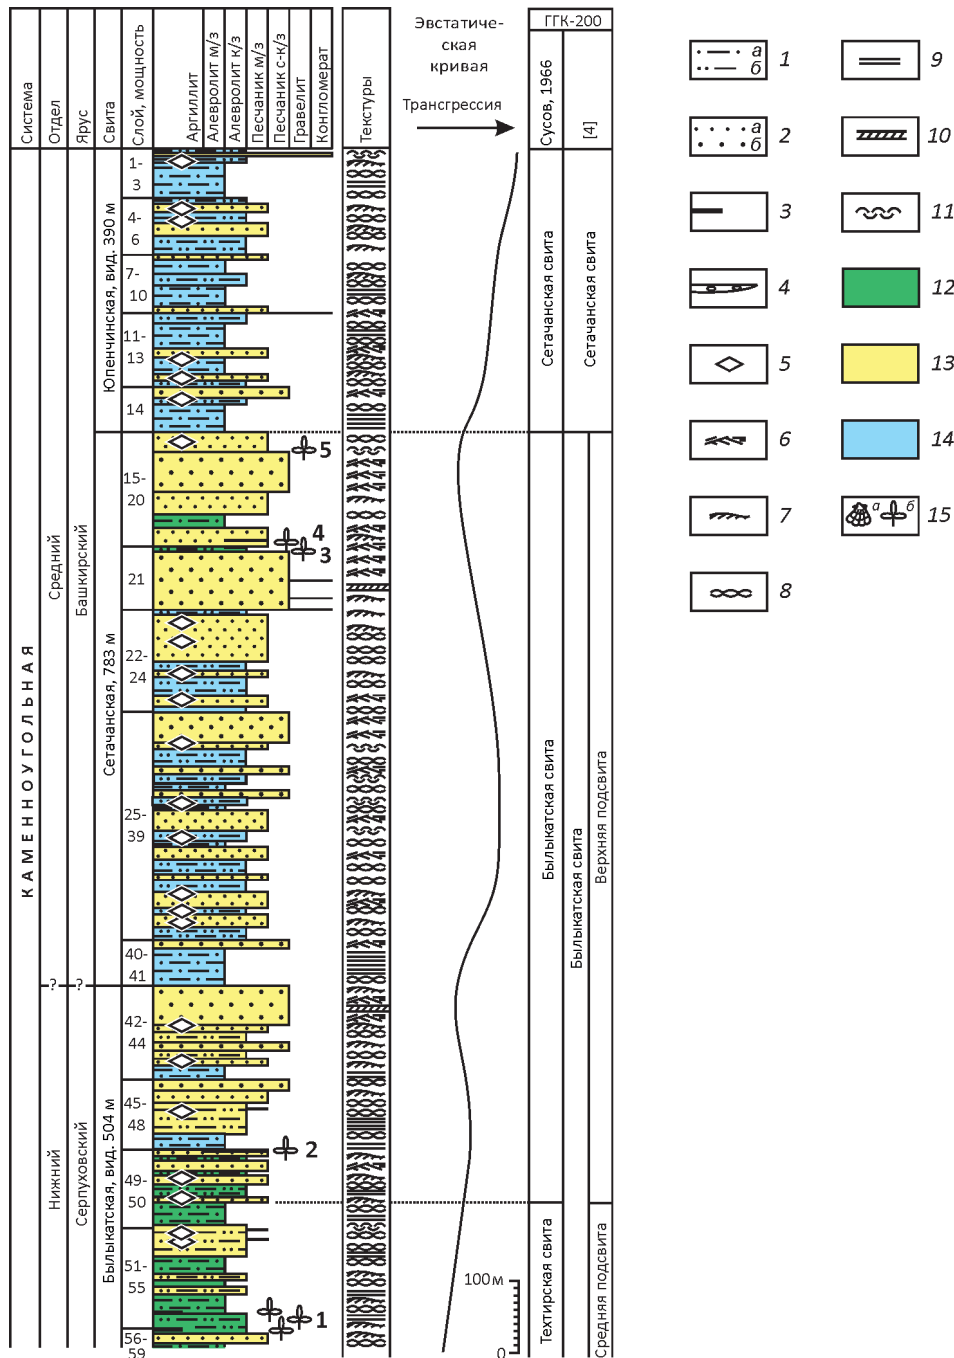 Система
Отдел
Ярус
Свита
Слой, мощность
Аргиллит
Алевролит м/з
Алевролит к/з
Песчаник м/з
Песчаник с-к/з
Гравелит
Конгломерат
Текстуры
Эвстатиче-
ская
кривая
Трансгрессия
ГГК-200
Сусов, 1966
[4]
КАМЕННОУГОЛЬНАЯ
Средний
Нижний
Башкирский
Серпуховский
?
?
Юпенчинская, вид. 390 м
Сетачанская, 783 м
Былыкатская, вид. 504 м
1-
3
4-
6
7-
10
11-
13
14
15-
20
21
22-
24
25-
39
40-
41
42-
44
45-
48
49-
50
51-
55
56-
59
5
4
3
2
1
100 м
0
Сетачанская свита
Былыкатская свита
Техтирская свита
Сетачанская свита
Былыкатская свита
Верхняя подсвита
Средняя подсвита
а
б
1
а
б
2
3
4
5
6
7
8
9
10
11
12
13
14
а
б
15